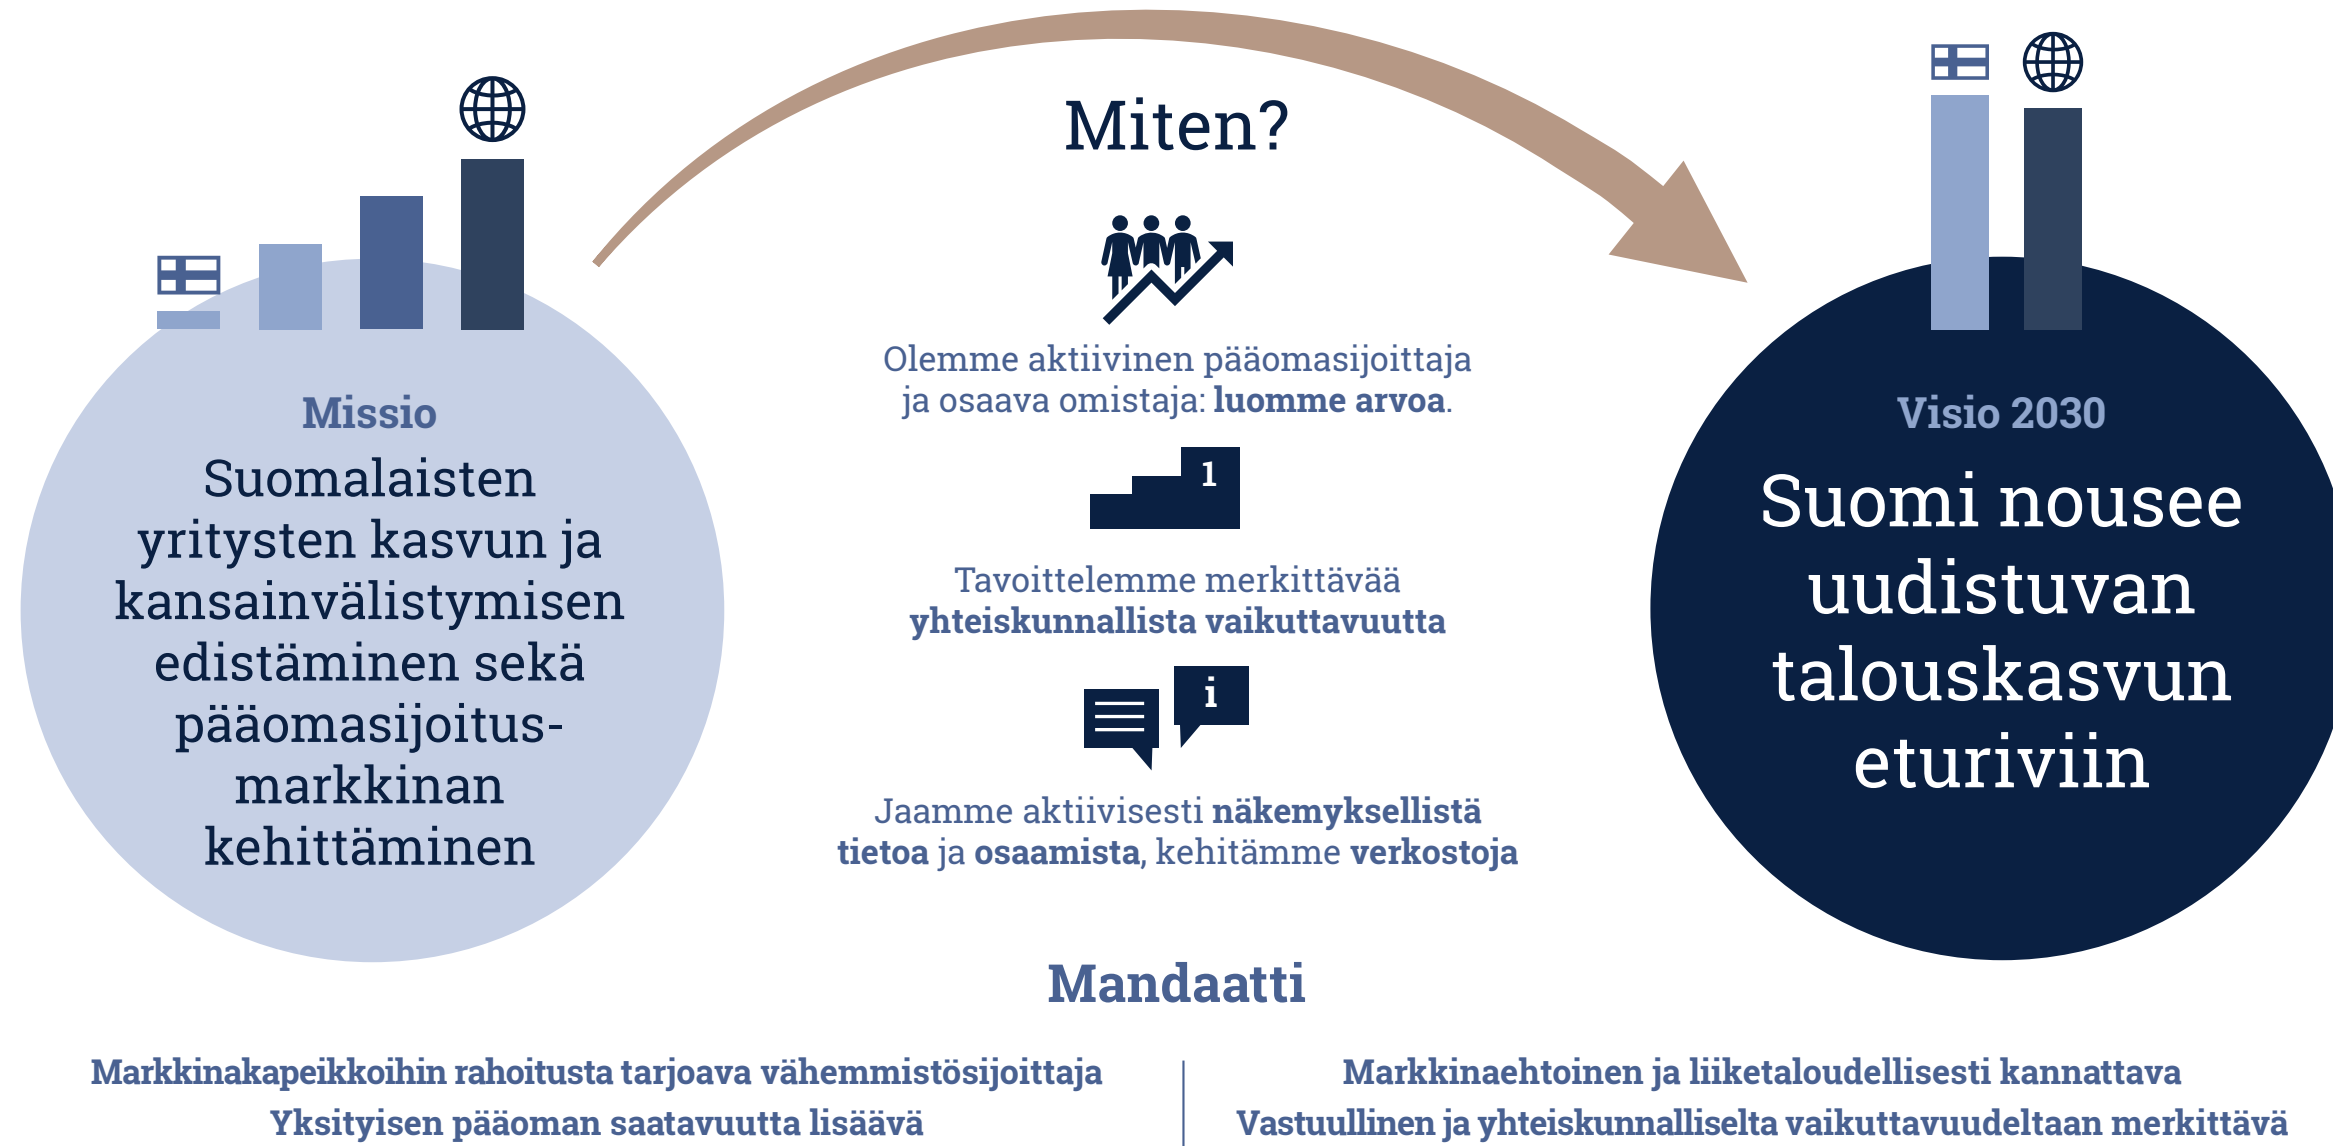 Miten?
Missio
Suomalaisten
yritysten kasvun ja
kansainvälistymisen
edistäminen sekä
pääomasijoitus-
markkinan
kehittäminen
Olemme aktiivinen pääomasijoittaja
ja osaava omistaja: luomme arvoa.
1
Tavoittelemme merkittävää
yhteiskunnallista vaikuttavuutta
i
Jaamme aktiivisesti näkemyksellistä
tietoa ja osaamista, kehitämme verkostoja
Visio 2030
Suomi nousee
uudistuvan
talouskasvun
eturiviin
Mandaatti
Markkinakapeikkoihin rahoitusta tarjoava vähemmistösijoittaja
Yksityisen pääoman saatavuutta lisäävä
Markkinaehtoinen ja liiketaloudellisesti kannattava
Vastuullinen ja yhteiskunnalliselta vaikuttavuudeltaan merkittävä